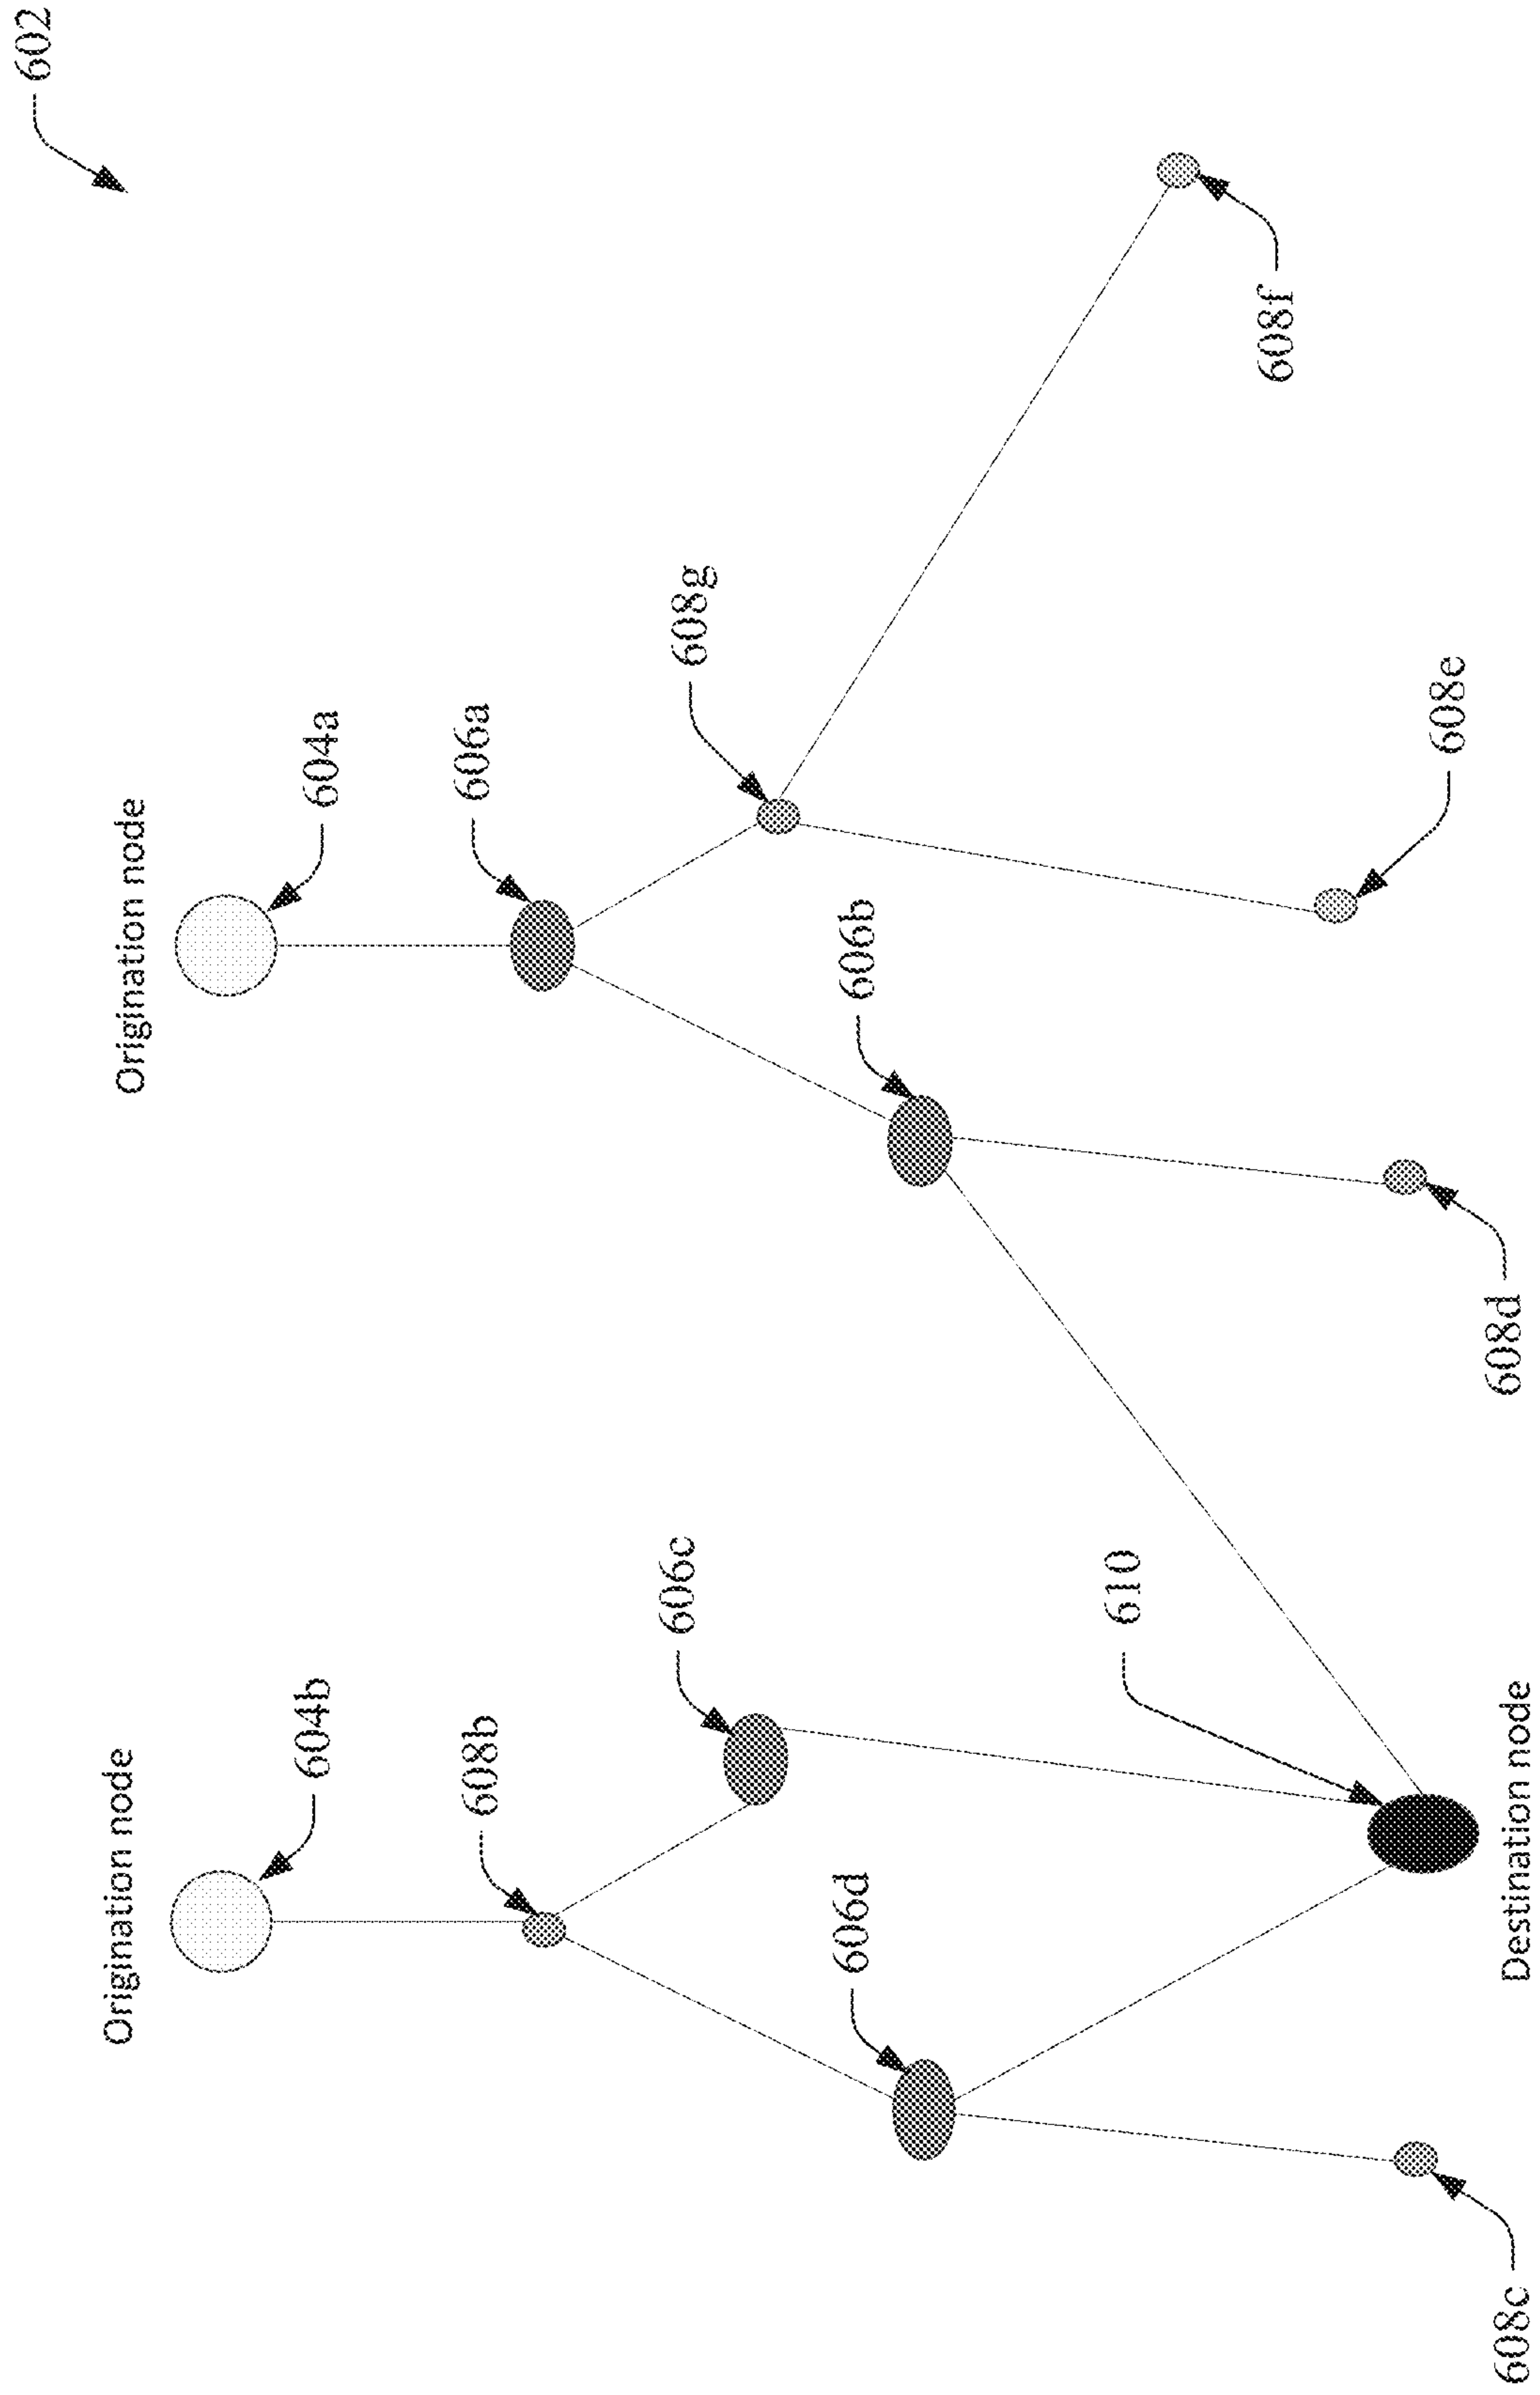 602
Origination node
Origination node
604b
604a
608b
606a
606c
608g
606d
606b
610
608f
608e
608c
Destination node
608d